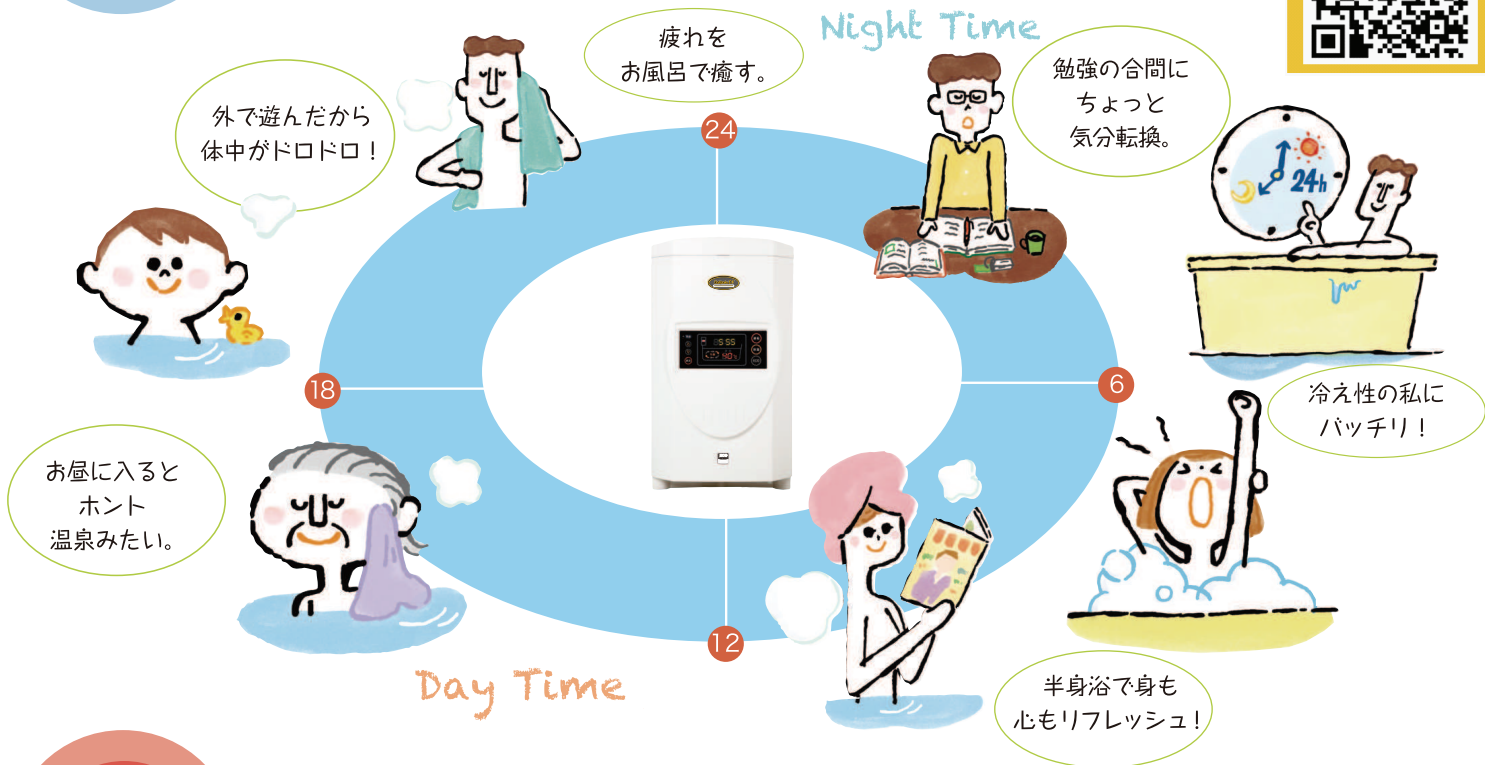 Night Time
疲れを
お風呂で癒す。
勉強の合間に
ちょっと
気分転換。
外で遊んだから
体中がドロドロ！
24
24h
18
6
冷え性の私に
バッチリ！
お昼に入ると
ホント
温泉みたい。
12
Day Time
半身浴で身も
心もリフレッシュ！